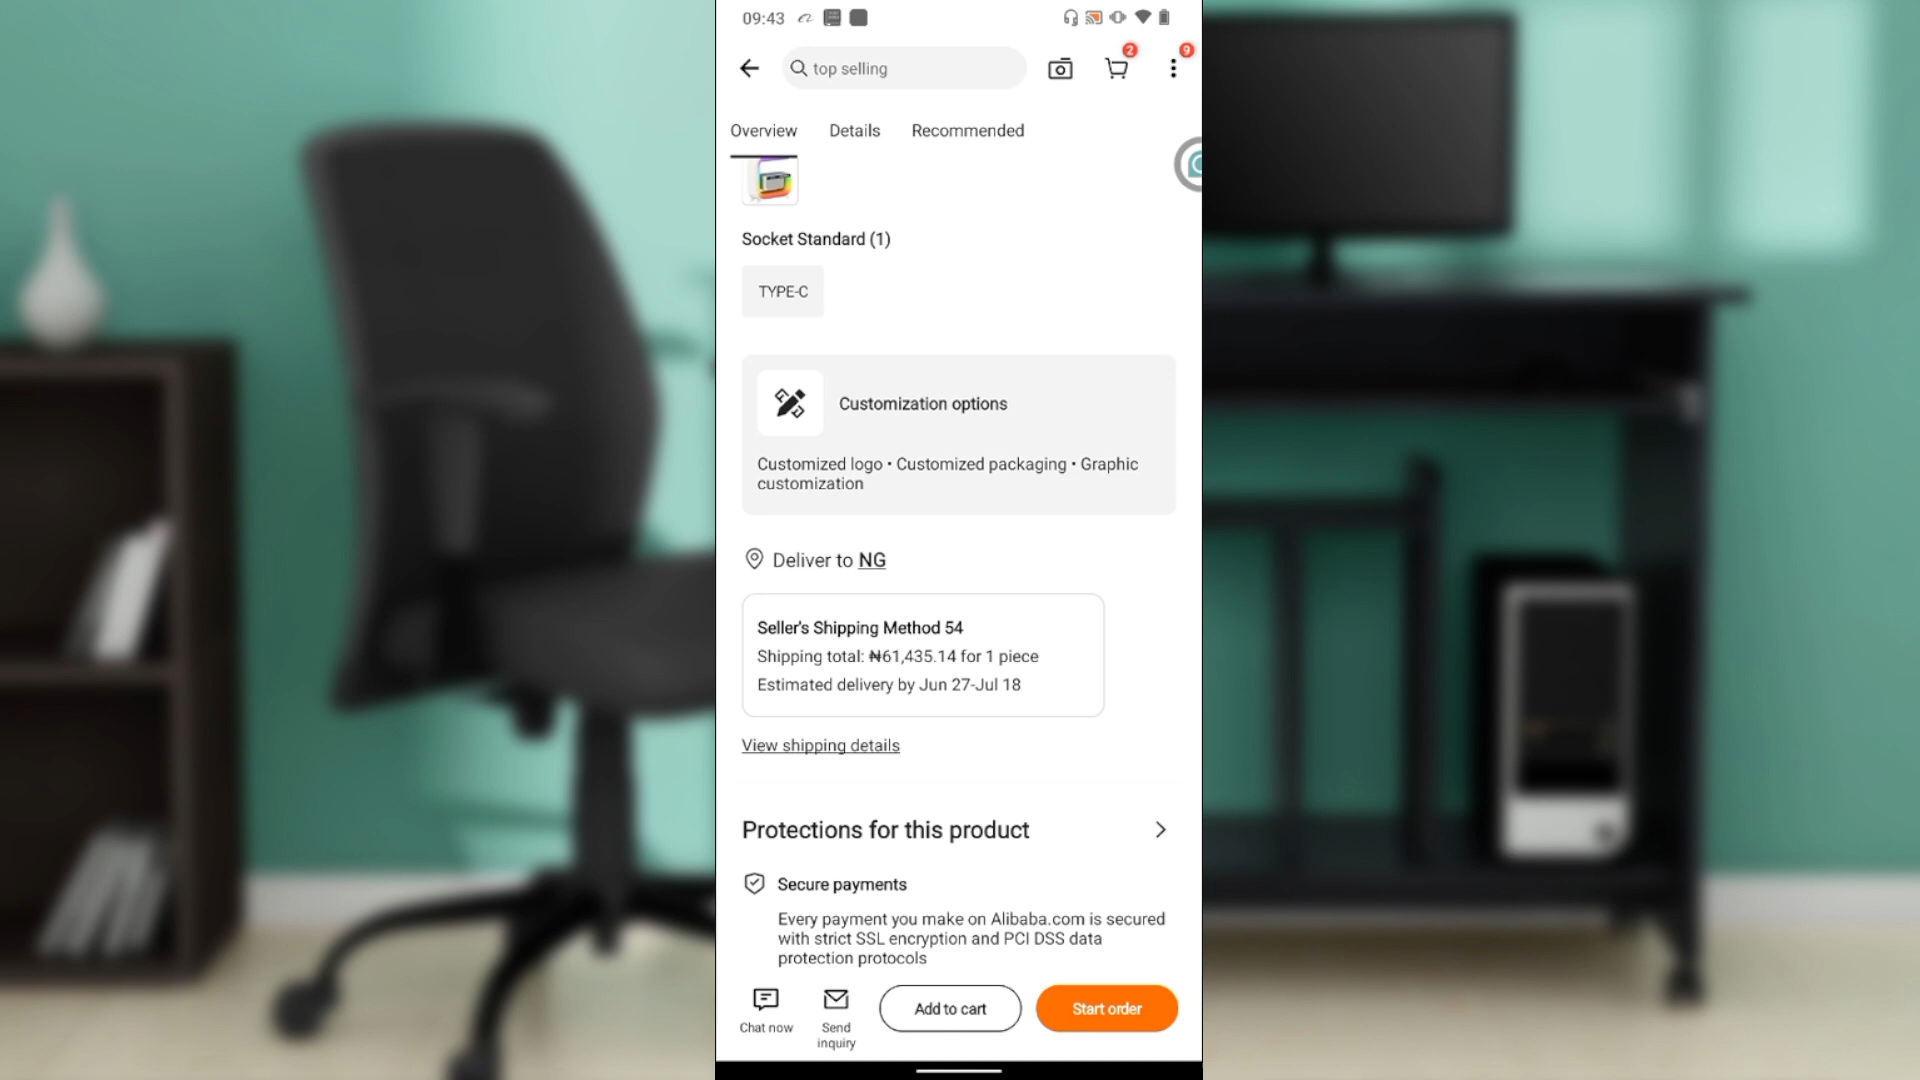 09:43
top selling
2
9
Overview
Details
Recommended
Socket Standard (1)
TYPE-C
Customization options
Customized logo • Customized packaging • Graphic
customization
Deliver to NG
Seller's Shipping Method 54
Shipping total: ₦61,435.14 for 1 piece
Estimated delivery by Jun 27-Jul 18
View shipping details
Protections for this product
Secure payments
Every payment you make on Alibaba.com is secured
with strict SSL encryption and PCI DSS data
protection protocols
Chat now
Send
inquiry
Add to cart
Start order